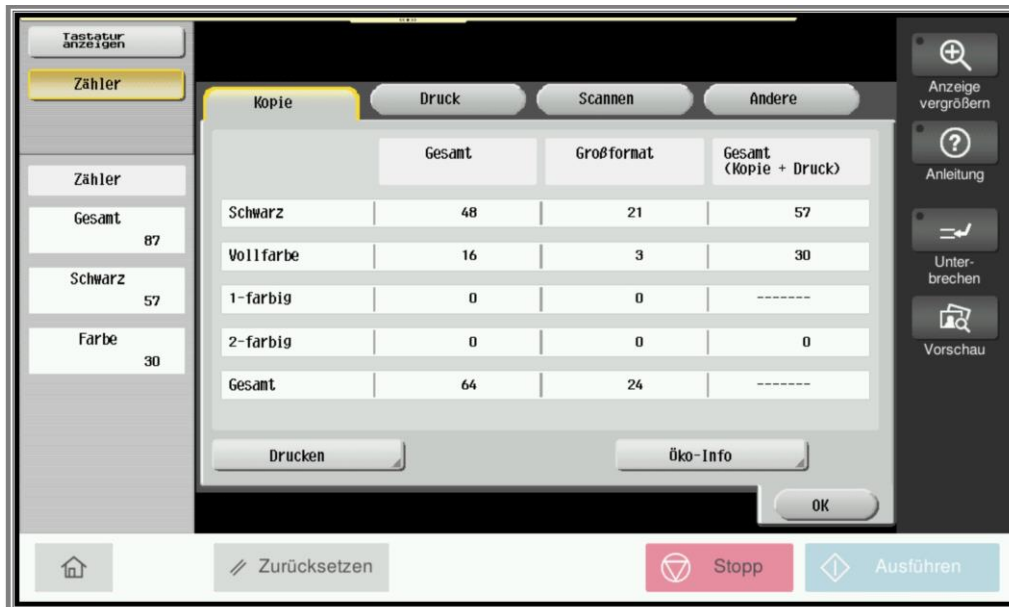 Tastatur
anzeigen
Zähler
Zähler
Gesamt
87
Schwarz
57
Farbe
30
Kopie Druck Scannen Andere
Gesamt Großformat Gesamt
(Kopie + Druck)
Schwarz 48 21 57
Vollfarbe 16 3 30
1-farbig 0 0 -------
2-farbig 0 0 0
Gesamt 64 24 -------
Drucken Öko-Info
OK
Anzeige
vergrößern
Anleitung
Unter-
brechen
Vorschau
Zurücksetzen Stopp Ausführen